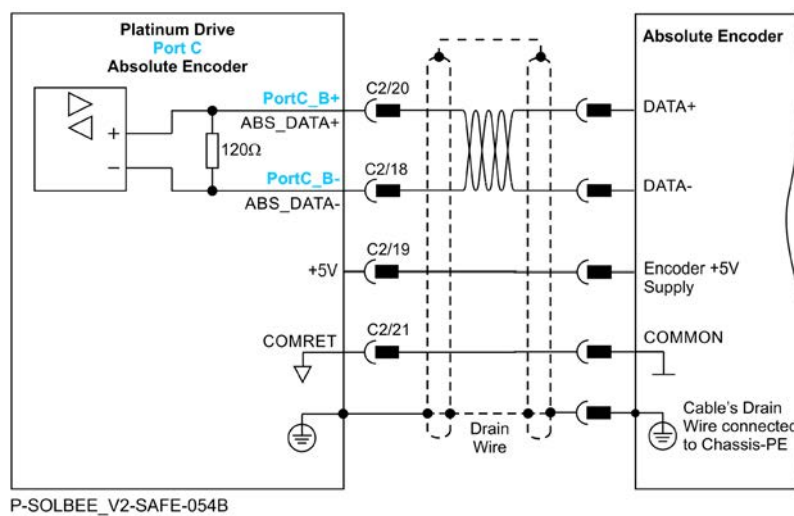 Platinum Drive
Port C
Absolute Encoder
Absolute Encoder
PortC_B+
C2/20
DATA+
ABS_DATA+
+
120Ω
–
PortC_B-
C2/18
DATA-
ABS_DATA-
+5V
C2/19
Encoder +5V
Supply
COMRET
C2/21
COMMON
Drain
Wire
Cable's Drain
Wire connected
to Chassis-PE
P-SOLBEE_V2-SAFE-054B